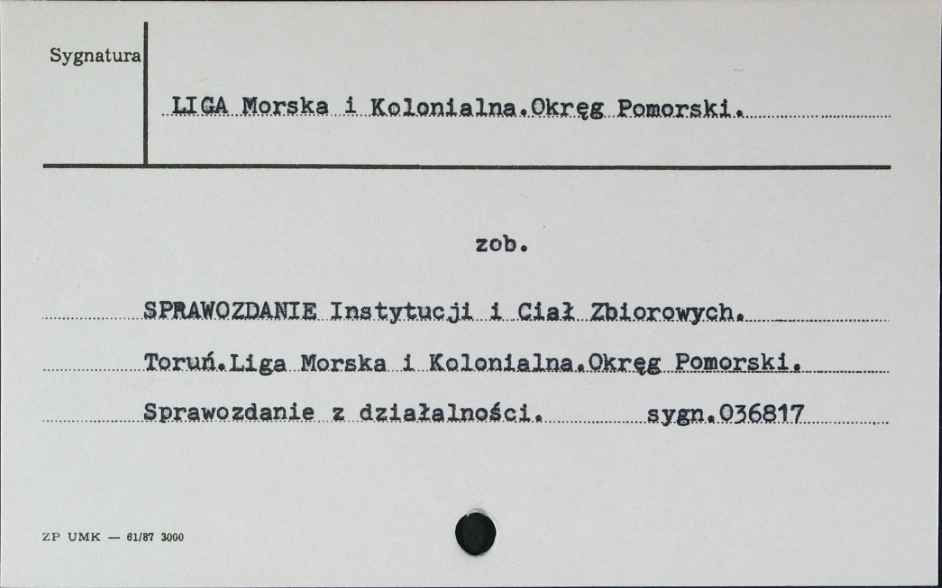 Sygnatura
LIGA Morska i Kolonialna.Okręg Pomorski.
zob.
SPRAWOZDANIE Instytucji i Ciał Zbiorowych.
Toruń.Liga Morska i Kolonialna.Okręg Pomorski.
Sprawozdanie z działalności. sygn.036817
ZP UMK — 61/87 3000